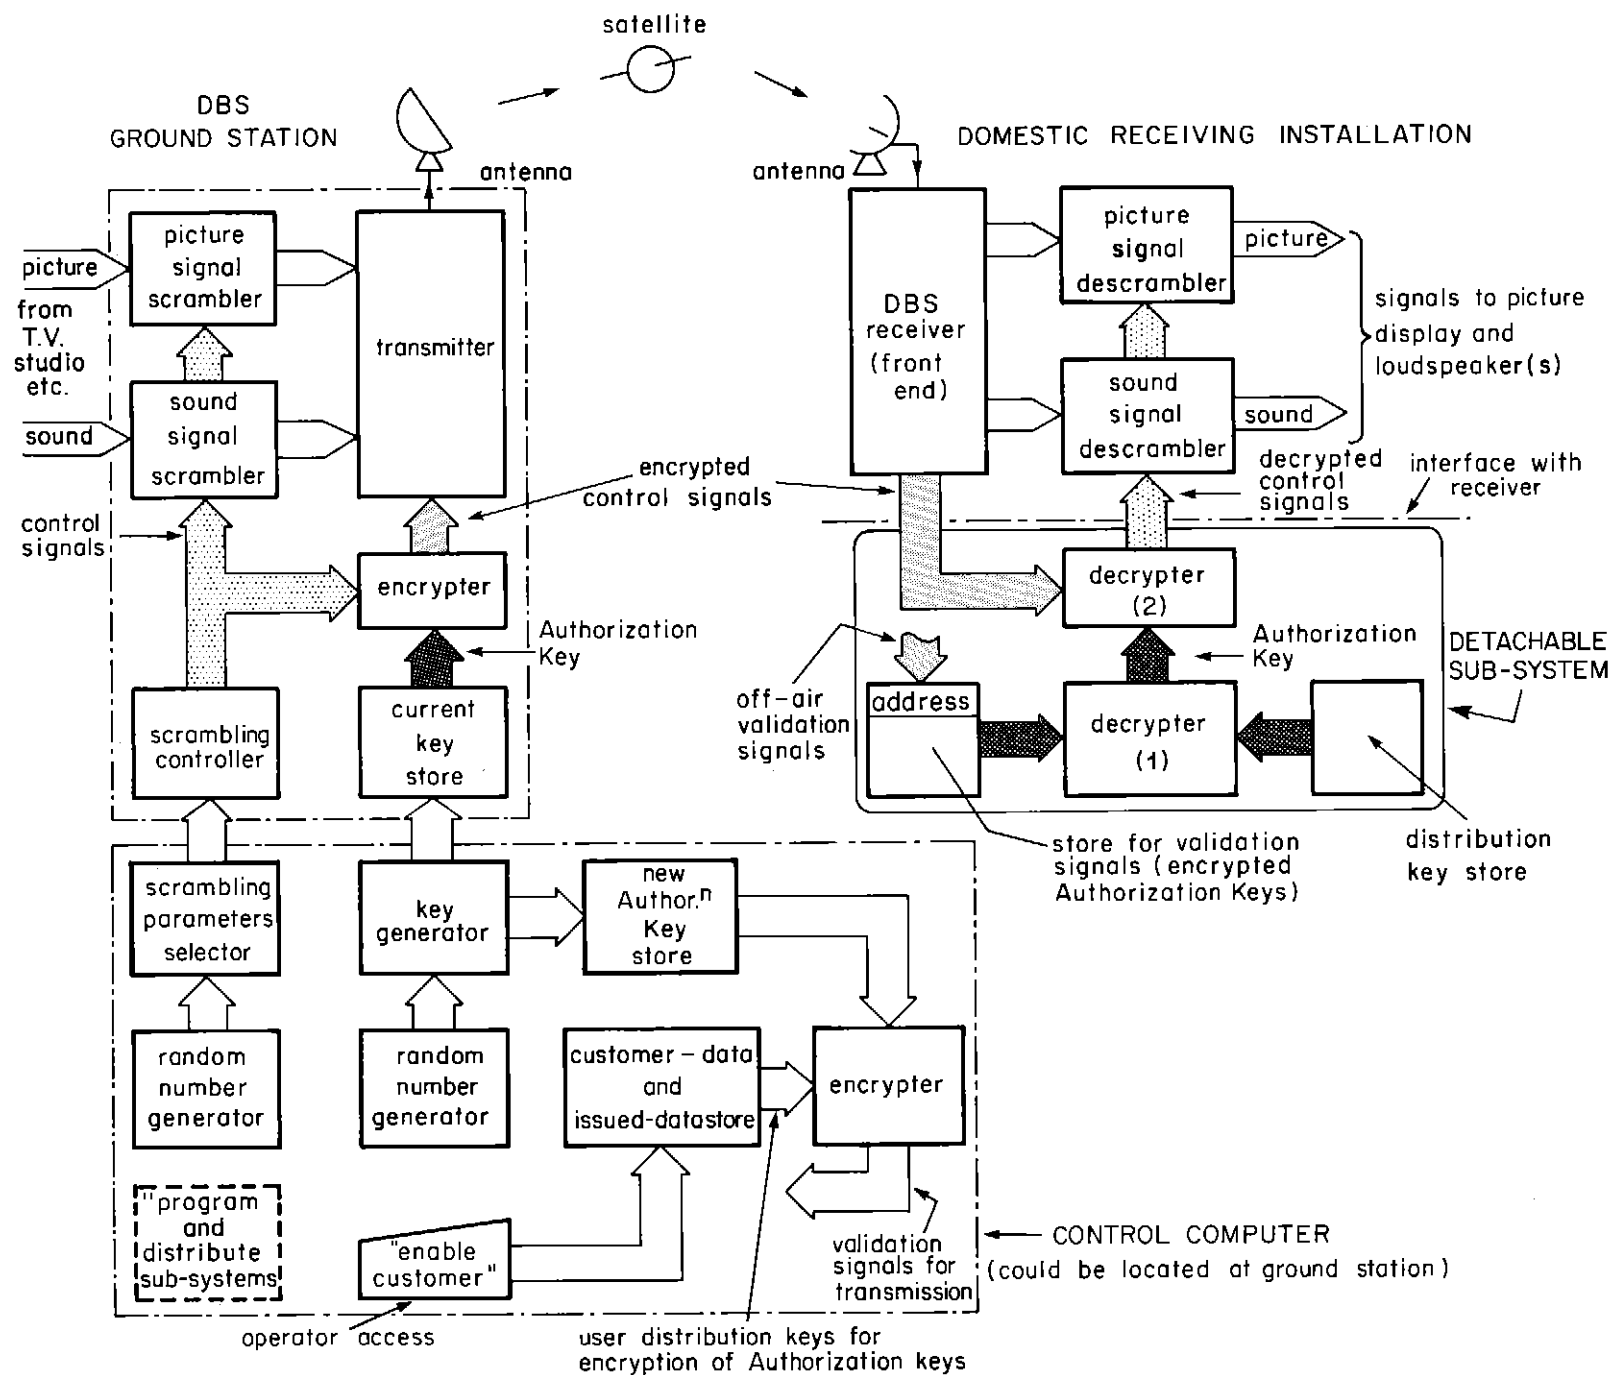 satellite
DBS
GROUND STATION
antenna
antenna
DOMESTIC RECEIVING INSTALLATION
picture
from
T.V.
studio
etc.
sound
picture
signal
scrambler
sound
signal
scrambler
transmitter
control
signals
encrypted
control signals
encrypter
Authorization
Key
scrambling
controller
current
key
store
DBS
receiver
(front
end)
picture
signal
descrambler
sound
signal
descrambler
picture
sound
signals to picture
display and
loudspeaker(s)
decrypted
control
signals
interface with
receiver
decrypter
(2)
Authorization
Key
DETACHABLE
SUB-SYSTEM
off-air
validation
signals
address
decrypter
(1)
store for validation
signals (encrypted
Authorization Keys)
distribution
key store
scrambling
parameters
selector
key
generator
new
Author.n
Key
store
random
number
generator
random
number
generator
customer-data
and
issued-datastore
encrypter
"program
and
distribute
sub-systems
"enable
customer"
operator access
user distribution keys for
encryption of Authorization keys
validation
signals for
transmission
CONTROL COMPUTER
(could be located at ground station)